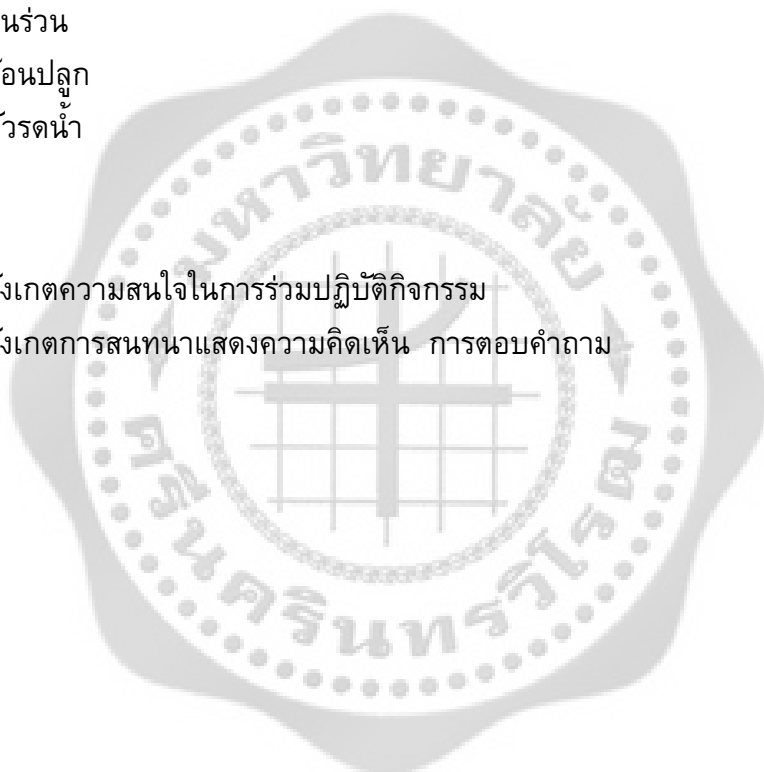 นร่วน
้อนปลูก
ัวรดน้ำ
ังเกตความสนใจในการร่วมปฏิบัติกิจกรรม
ังเกตการสนทนาแสดงความคิดเห็น การตอบคำถาม
มหาวิทยาลัย
ศรีนครินทรวิโรฒ